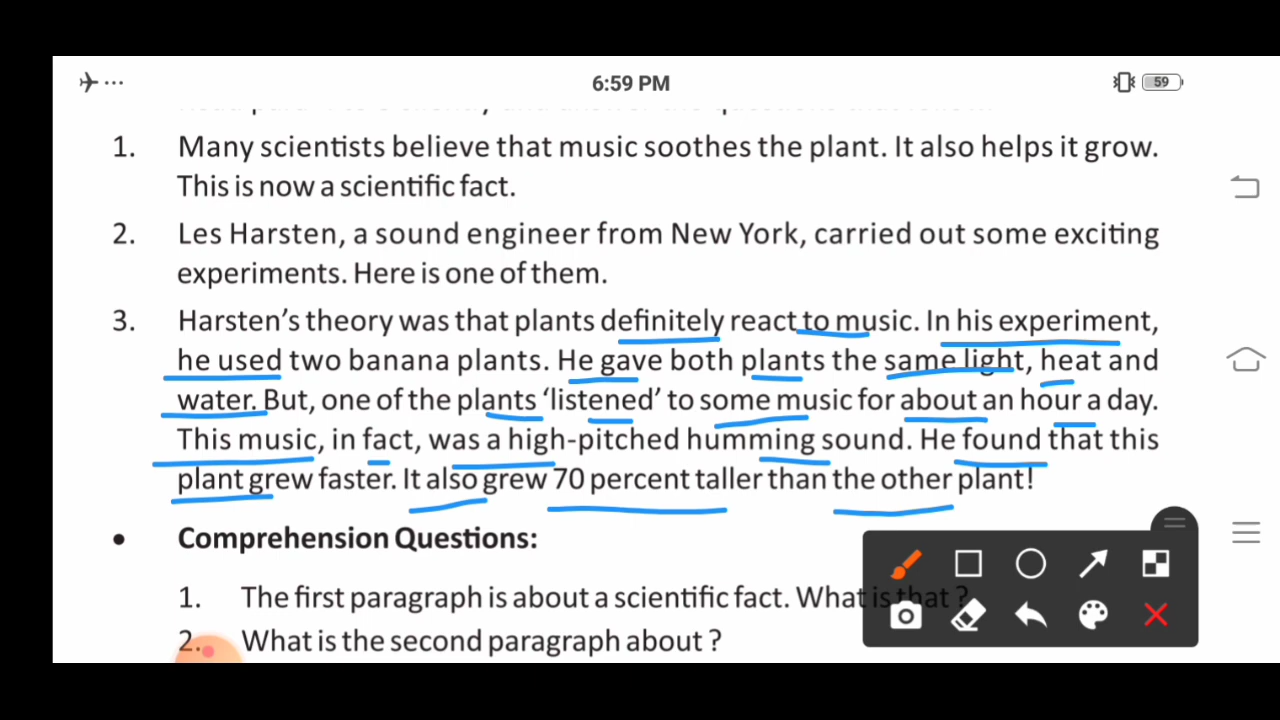 6:59 PM
59
1. Many scientists believe that music soothes the plant. It also helps it grow.
This is now a scientific fact.
2. Les Harsten, a sound engineer from New York, carried out some exciting
experiments. Here is one of them.
3. Harsten's theory was that plants definitely react to music. In his experiment,
he used two banana plants. He gave both plants the same light, heat and
water. But, one of the plants 'listened' to some music for about an hour a day.
This music, in fact, was a high-pitched humming sound. He found that this
plant grew faster. It also grew 70 percent taller than the other plant!
• Comprehension Questions:
1. The first paragraph is about a scientific fact. What is that ?
2. What is the second paragraph about ?